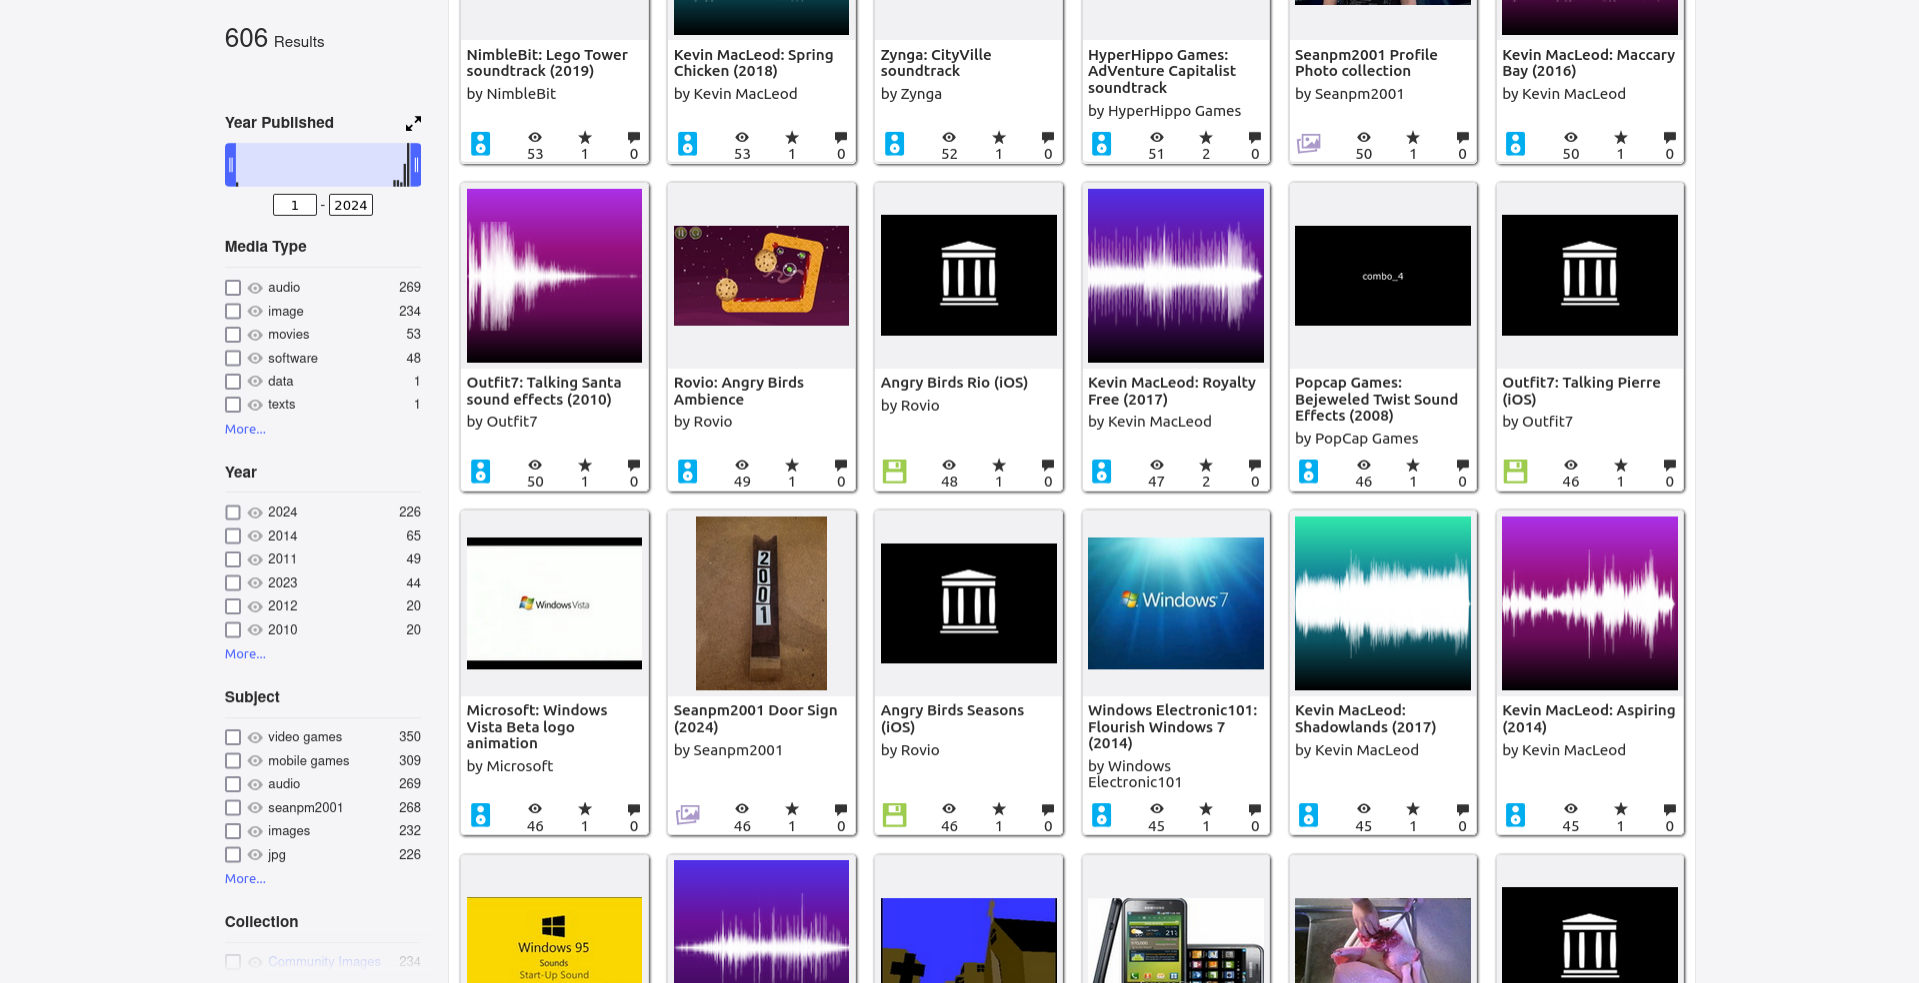 606 Results
Year Published
1 - 2024
Media Type
audio 269
image 234
movies 53
software 48
data 1
texts 1
More...
Year
2024 226
2014 65
2011 49
2023 44
2012 20
2010 20
More...
Subject
video games 350
mobile games 309
audio 269
seanpm2001 268
images 232
jpg 226
More...
Collection
Community Images 234
NimbleBit: Lego Tower
soundtrack (2019)
by NimbleBit
53 1 0
Kevin MacLeod: Spring
Chicken (2018)
by Kevin MacLeod
53 1 0
Zynga: CityVille
soundtrack
by Zynga
52 1 0
HyperHippo Games:
AdVenture Capitalist
soundtrack
by HyperHippo Games
51 2 0
Seanpm2001 Profile
Photo collection
by Seanpm2001
50 1 0
Kevin MacLeod: Maccary
Bay (2016)
by Kevin MacLeod
50 1 0
Outfit7: Talking Santa
sound effects (2010)
by Outfit7
50 1 0
Rovio: Angry Birds
Ambience
by Rovio
49 1 0
Angry Birds Rio (iOS)
by Rovio
48 1 0
Kevin MacLeod: Royalty
Free (2017)
by Kevin MacLeod
47 2 0
combo_4
Popcap Games:
Bejeweled Twist Sound
Effects (2008)
by PopCap Games
46 1 0
Outfit7: Talking Pierre
(iOS)
by Outfit7
46 1 0
Windows Vista
Microsoft: Windows
Vista Beta logo
animation
by Microsoft
46 1 0
2001
Seanpm2001 Door Sign
(2024)
by Seanpm2001
46 1 0
Angry Birds Seasons
(iOS)
by Rovio
46 1 0
Windows 7
Windows Electronic101:
Flourish Windows 7
(2014)
by Windows
Electronic101
45 1 0
Kevin MacLeod:
Shadowlands (2017)
by Kevin MacLeod
45 1 0
Kevin MacLeod: Aspiring
(2014)
by Kevin MacLeod
45 1 0
Windows 95
Sounds
Start-Up Sound